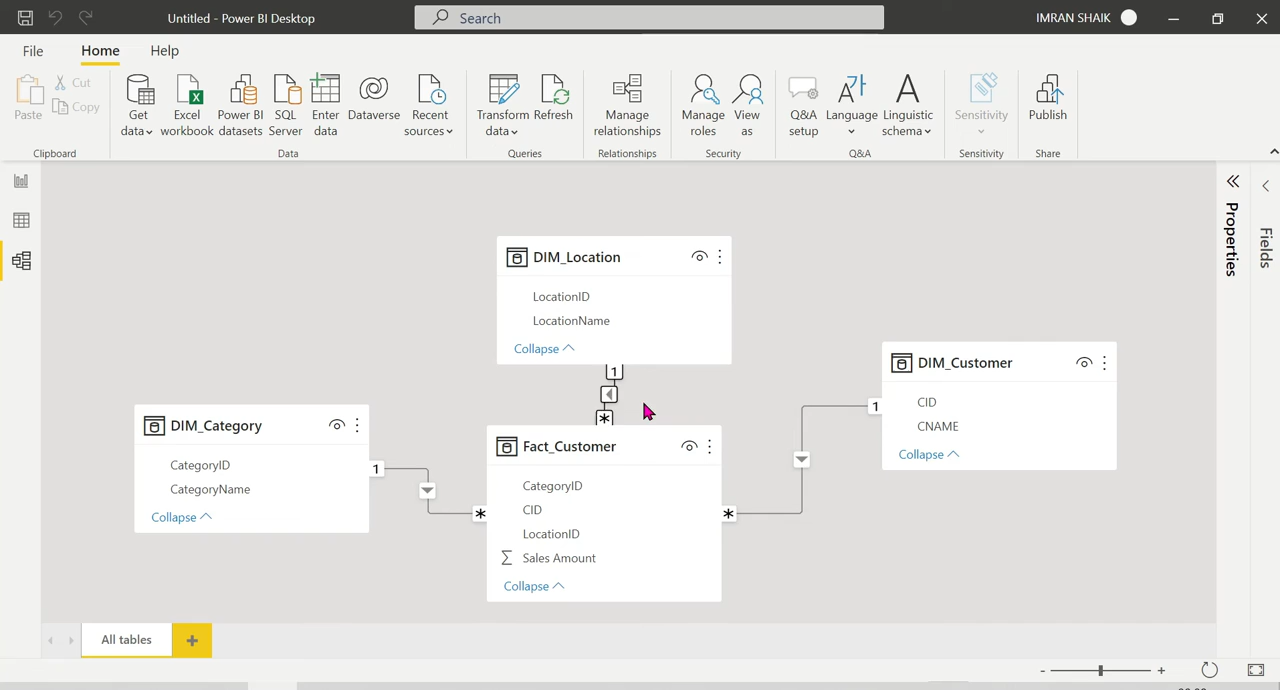 Untitled - Power BI Desktop
Search
IMRAN SHAIK
File
Home
Help
Paste
Cut
Copy
Get data
Excel workbook
Power BI datasets
SQL Server
Enter data
Dataverse
Recent sources
Transform data
Refresh
Manage relationships
Manage roles
View as
Q&A setup
Language
Linguistic schema
Sensitivity
Publish
Clipboard
Data
Queries
Relationships
Security
Q&A
Sensitivity
Share
Properties
Fields
DIM_Location
LocationID
LocationName
Collapse
1
*
DIM_Customer
CID
CNAME
Collapse
1
*
DIM_Category
CategoryID
CategoryName
Collapse
1
*
Fact_Customer
CategoryID
CID
LocationID
Σ Sales Amount
Collapse
All tables
+
-
+